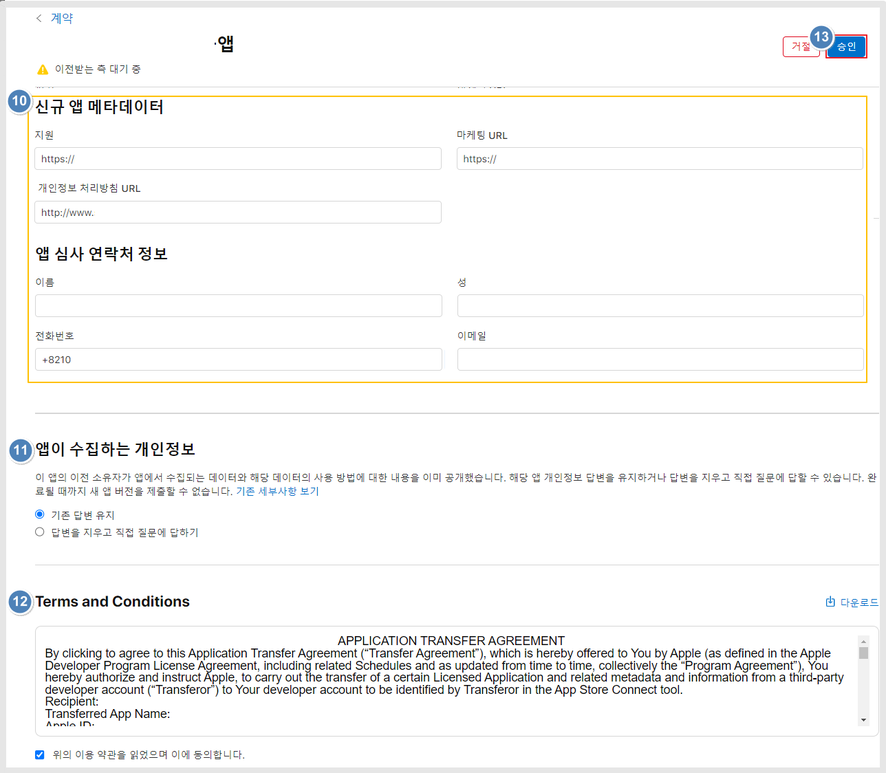 계약
·앱
거절
13
승인
이전받는 측 대기 중
10
신규 앱 메타데이터
지원
마케팅 URL
https://
https://
개인정보 처리방침 URL
http://www.
앱 심사 연락처 정보
이름
성
전화번호
이메일
+8210
11
앱이 수집하는 개인정보
이 앱의 이전 소유자가 앱에서 수집되는 데이터와 해당 데이터의 사용 방법에 대한 내용을 이미 공개했습니다. 해당 앱 개인정보 답변을 유지하거나 답변을 지우고 직접 질문에 답할 수 있습니다. 완
료될 때까지 새 앱 버전을 제출할 수 없습니다. 기존 세부사항 보기
기존 답변 유지
답변을 지우고 직접 질문에 답하기
12
Terms and Conditions
다운로드
APPLICATION TRANSFER AGREEMENT
By clicking to agree to this Application Transfer Agreement (“Transfer Agreement”), which is hereby offered to You by Apple (as defined in the Apple
Developer Program License Agreement, including related Schedules and as updated from time to time, collectively the “Program Agreement”), You
hereby authorize and instruct Apple, to carry out the transfer of a certain Licensed Application and related metadata and information from a third-party
developer account (“Transferor”) to Your developer account to be identified by Transferor in the App Store Connect tool.
Recipient:
Transferred App Name:
Apple ID:
위의 이용 약관을 읽었으며 이에 동의합니다.